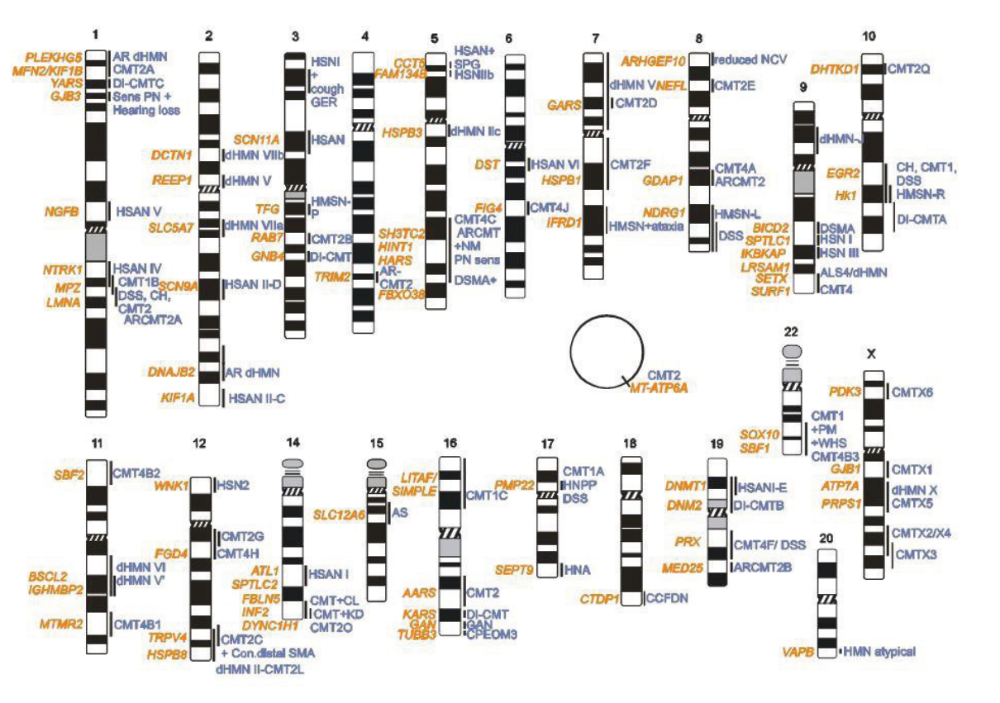 1
PLEKHG5 AR dHMN
MFN2/KIF1B CMT2A
YARS DI-CMTC
GJB3 Sens PN +
Hearing loss
NGFB HSAN V
NTRK1 HSAN IV
CMT1B
MPZ DSS, CH,
LMNA CMT2
ARCMT2A
2
DCTN1 dHMN VIIb
REEP1 dHMN V
SLC5A7 dHMN VIIa
SCN9A HSAN II-D
DNAJB2 AR dHMN
KIF1A HSAN II-C
3
HSNI
+
cough
GER
SCN11A HSAN
TFG HMSN-
P
RAB7 CMT2B
GNB4 DI-CMT
4
TRIM2 AR-
CMT2
5
HSAN+
CCT5 SPG
FAM134B HSNIIb
HSPB3 dHMN IIc
CMT4C
SH3TC2 ARCMT
HINT1 +NM
HARS PN sens
DSMA+
FBXO38
6
DST HSAN VI
FIG4 CMT4J
7
dHMN V
GARS CMT2D
CMT2F
HSPB1
IFRD1 HMSN+ataxia
8
ARHGEF10 reduced NCV
NEFL CMT2E
CMT4A
GDAP1 ARCMT2
NDRG1 HMSN-L
DSS
9
dHMN-J
BICD2 DSMA
SPTLC1 HSN I
IKBKAP HSN III
LRSAM1
SETX ALS4/dHMN
SURF1 CMT4
10
DHTKD1 CMT2Q
CH, CMT1,
EGR2 DSS
Hk1 HMSN-R
DI-CMTA
CMT2
MT-ATP6A
22
CMT1
SOX10 +PM
+WHS
SBF1 CMT4B3
X
PDK3 CMTX6
GJB1 CMTX1
ATP7A dHMN X
PRPS1 CMTX5
CMTX2/X4
CMTX3
11
SBF2 CMT4B2
dHMN VI
BSCL2 dHMN V'
IGHMBP2
MTMR2 CMT4B1
12
WNK1 HSN2
CMT2G
FGD4 CMT4H
TRPV4 CMT2C
HSPB8 + Con.distal SMA
dHMN II-CMT2L
14
ATL1 HSAN I
SPTLC2
FBLN5 CMT+CL
INF2 CMT+KD
DYNC1H1 CMT2O
15
SLC12A6 AS
16
LITAF/
SIMPLE CMT1C
AARS CMT2
KARS DI-CMT
GAN GAN
TUBB3 CPEOM3
17
CMT1A
PMP22 HNPP
DSS
SEPT9 HNA
18
CTDP1 CCFDN
19
DNMT1 HSANI-E
DNM2 DI-CMTB
PRX CMT4F/ DSS
MED25 ARCMT2B
20
VAPB HMN atypical